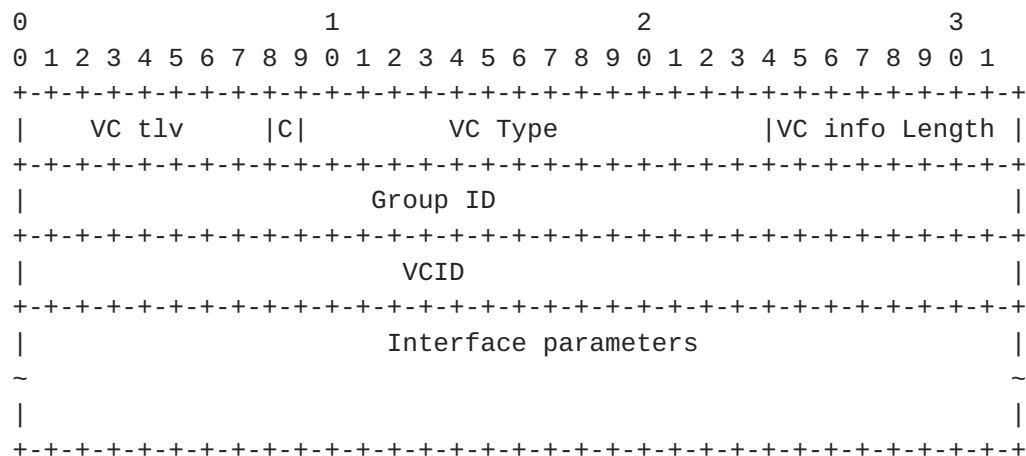 0                   1                   2                   3
0 1 2 3 4 5 6 7 8 9 0 1 2 3 4 5 6 7 8 9 0 1 2 3 4 5 6 7 8 9 0 1
+-+-+-+-+-+-+-+-+-+-+-+-+-+-+-+-+-+-+-+-+-+-+-+-+-+-+-+-+-+-+-+-+
|    VC tlv     |C|         VC Type             |VC info Length |
+-+-+-+-+-+-+-+-+-+-+-+-+-+-+-+-+-+-+-+-+-+-+-+-+-+-+-+-+-+-+-+-+
|                      Group ID                                 |
+-+-+-+-+-+-+-+-+-+-+-+-+-+-+-+-+-+-+-+-+-+-+-+-+-+-+-+-+-+-+-+-+
|                        VCID                                   |
+-+-+-+-+-+-+-+-+-+-+-+-+-+-+-+-+-+-+-+-+-+-+-+-+-+-+-+-+-+-+-+-+
|                       Interface parameters                    |
~                                                               ~
|                                                               |
+-+-+-+-+-+-+-+-+-+-+-+-+-+-+-+-+-+-+-+-+-+-+-+-+-+-+-+-+-+-+-+-+